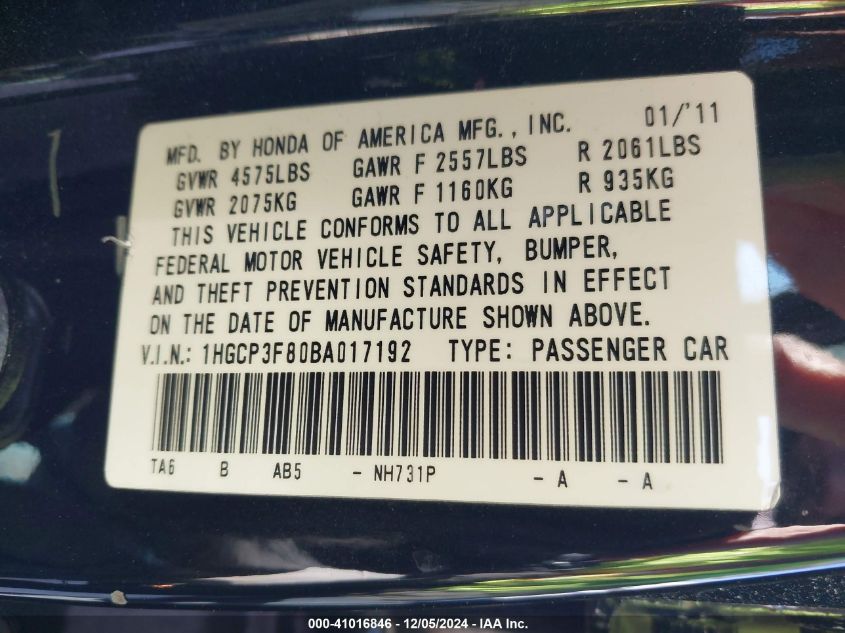 MFD. BY HONDA OF AMERICA MFG., INC. 01/'11
GVWR 4575LBS GAWR F 2557LBS R 2061LBS
GVWR 2075KG GAWR F 1160KG R 935KG
THIS VEHICLE CONFORMS TO ALL APPLICABLE
FEDERAL MOTOR VEHICLE SAFETY, BUMPER,
AND THEFT PREVENTION STANDARDS IN EFFECT
ON THE DATE OF MANUFACTURE SHOWN ABOVE.
V.I.N.: 1HGCP3F80BA017192 TYPE: PASSENGER CAR
TA6 B AB5 - NH731P - A - A
000-41016846 - 12/05/2024 - IAA Inc.